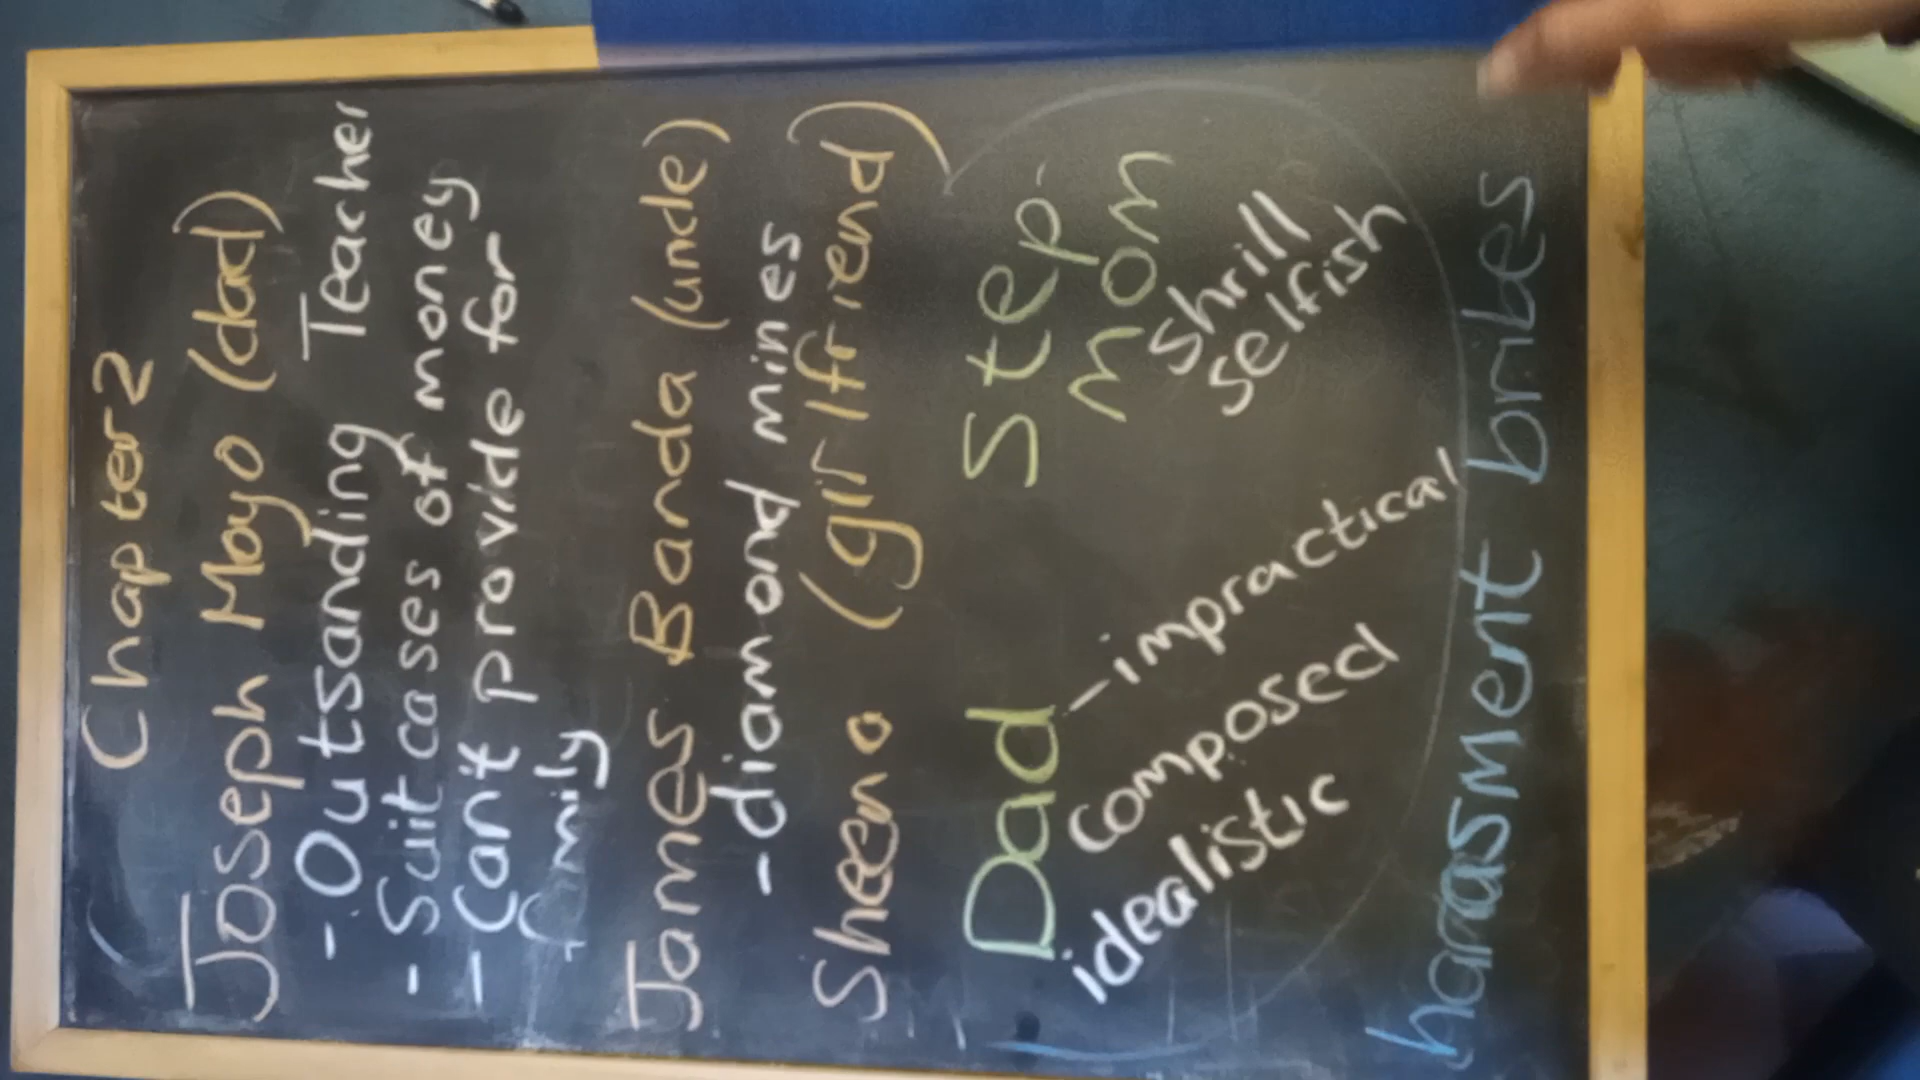 Chapter 2
Joseph Moyo (dad)
- Outsanding Teacher
- Suitcases of money
- Can't provide for
family
James Banda (uncle)
- diamond mines
Sheena (girlfriend)
Dad Step-
mom
- impractical shrill
composed selfish
idealistic
harasment bribes